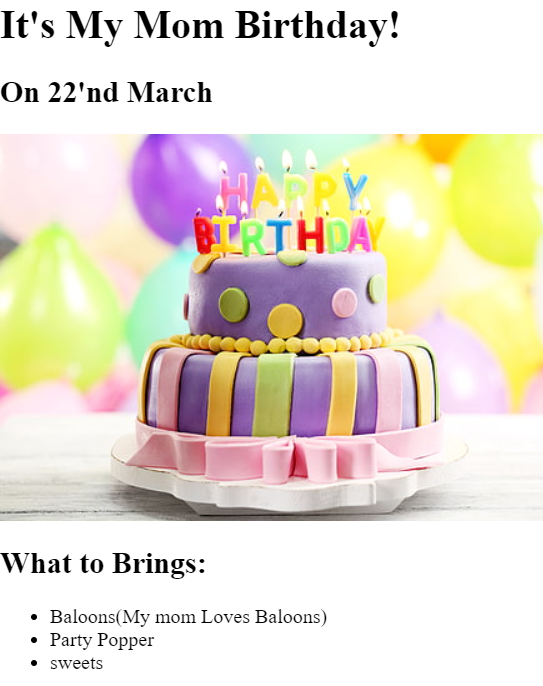 It's My Mom Birthday!
On 22'nd March
HAPPY
BIRTHDAY
What to Brings:
Baloons(My mom Loves Baloons)
Party Popper
sweets